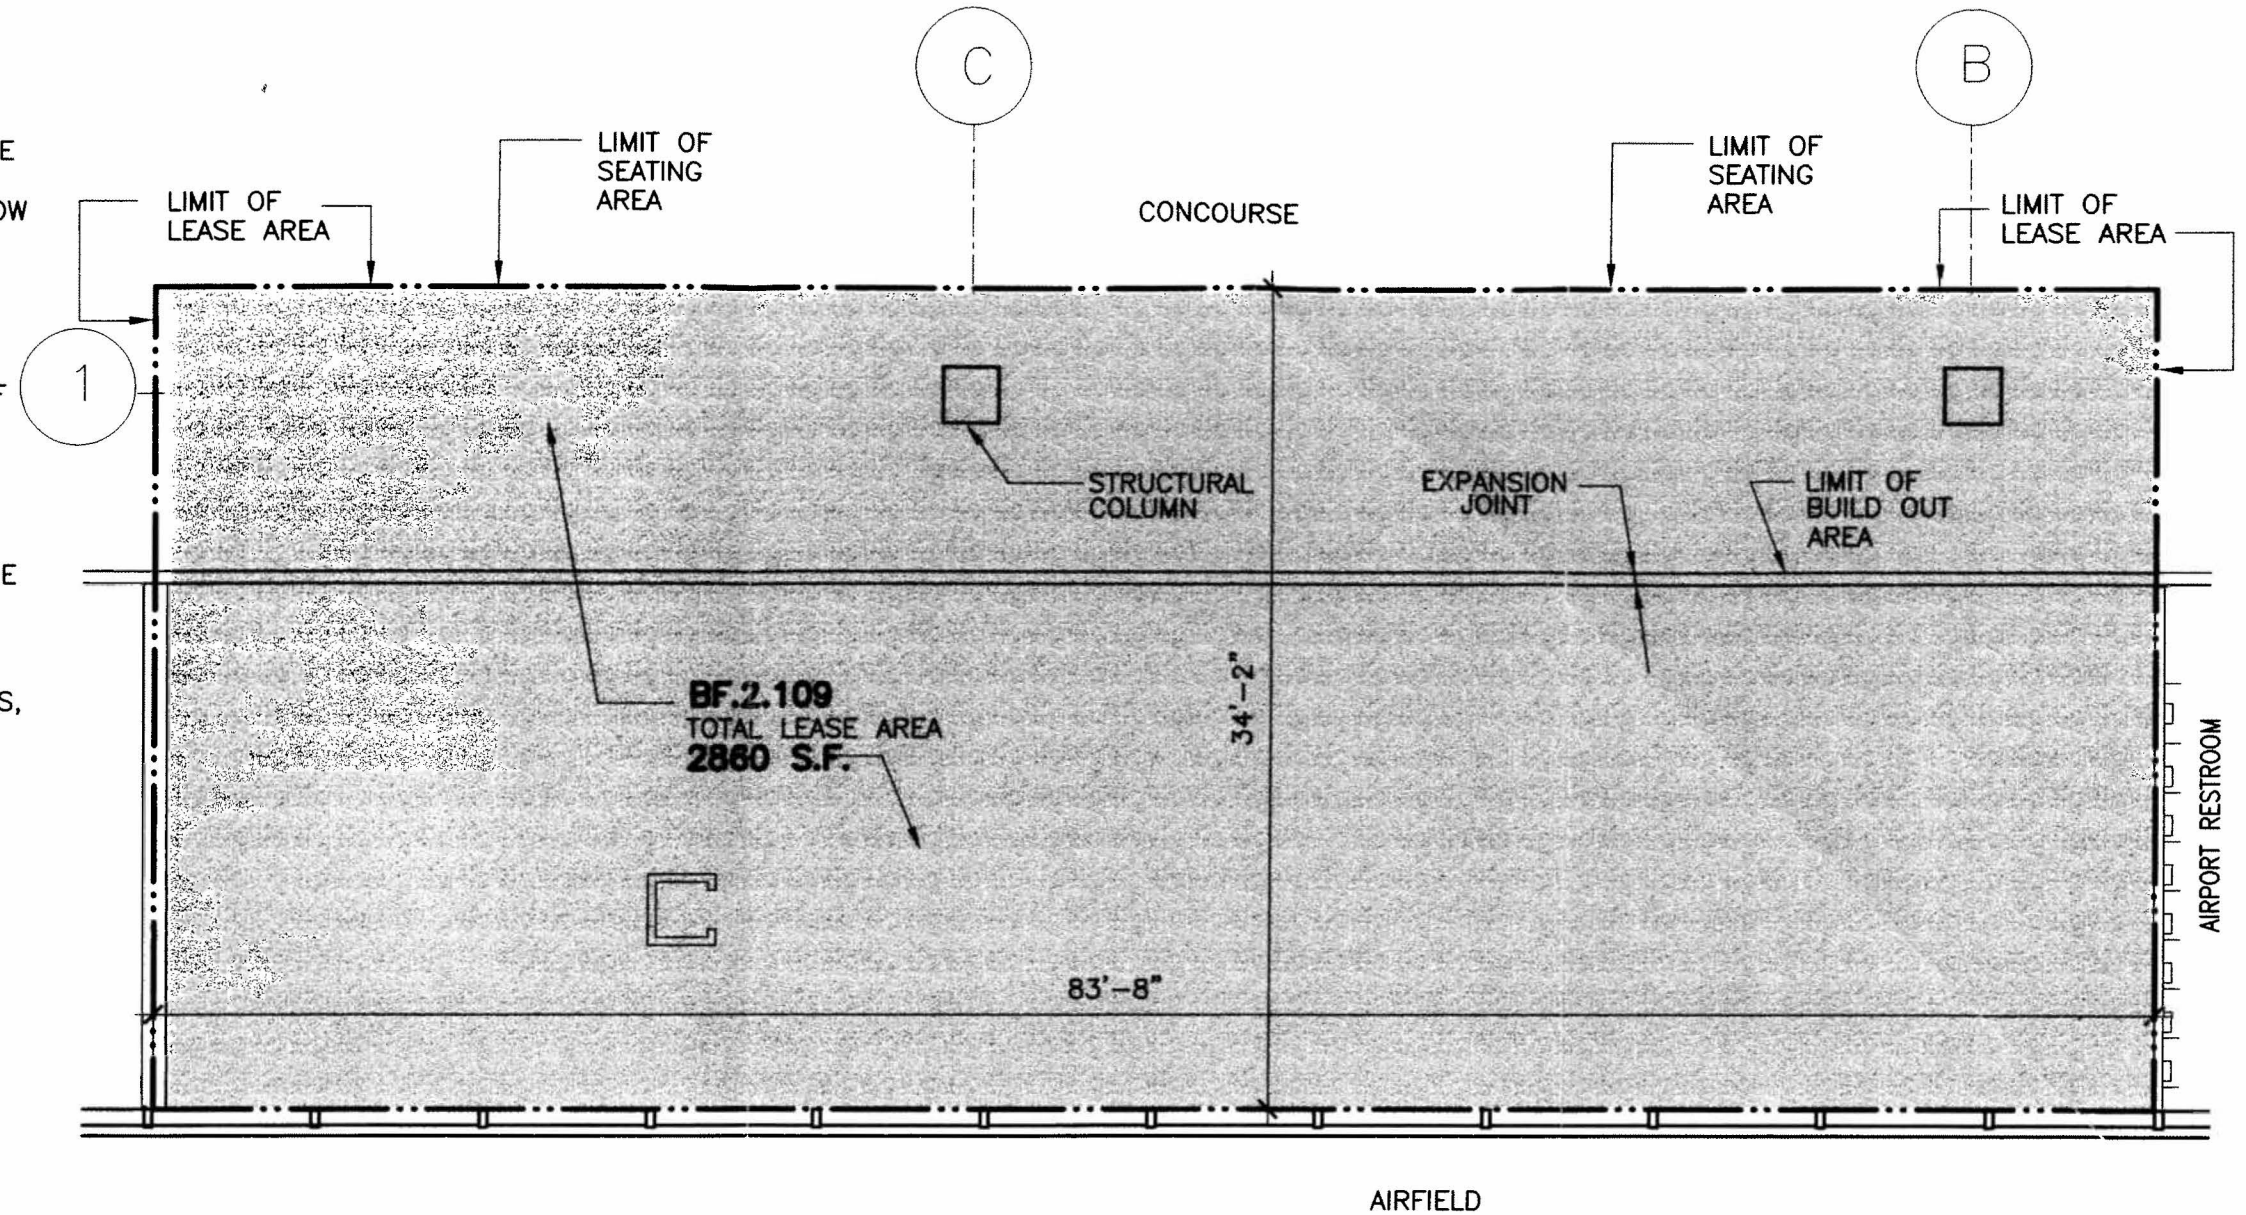 C
B
E
OW
LIMIT OF
LEASE AREA
LIMIT OF
SEATING
AREA
CONCOURSE
LIMIT OF
SEATING
AREA
LIMIT OF
LEASE AREA
1
STRUCTURAL
COLUMN
EXPANSION
JOINT
LIMIT OF
BUILD OUT
AREA
E
S,
BF.2.109
TOTAL LEASE AREA
2860 S.F.
34'-2"
83'-8"
AIRPORT RESTROOM
AIRFIELD